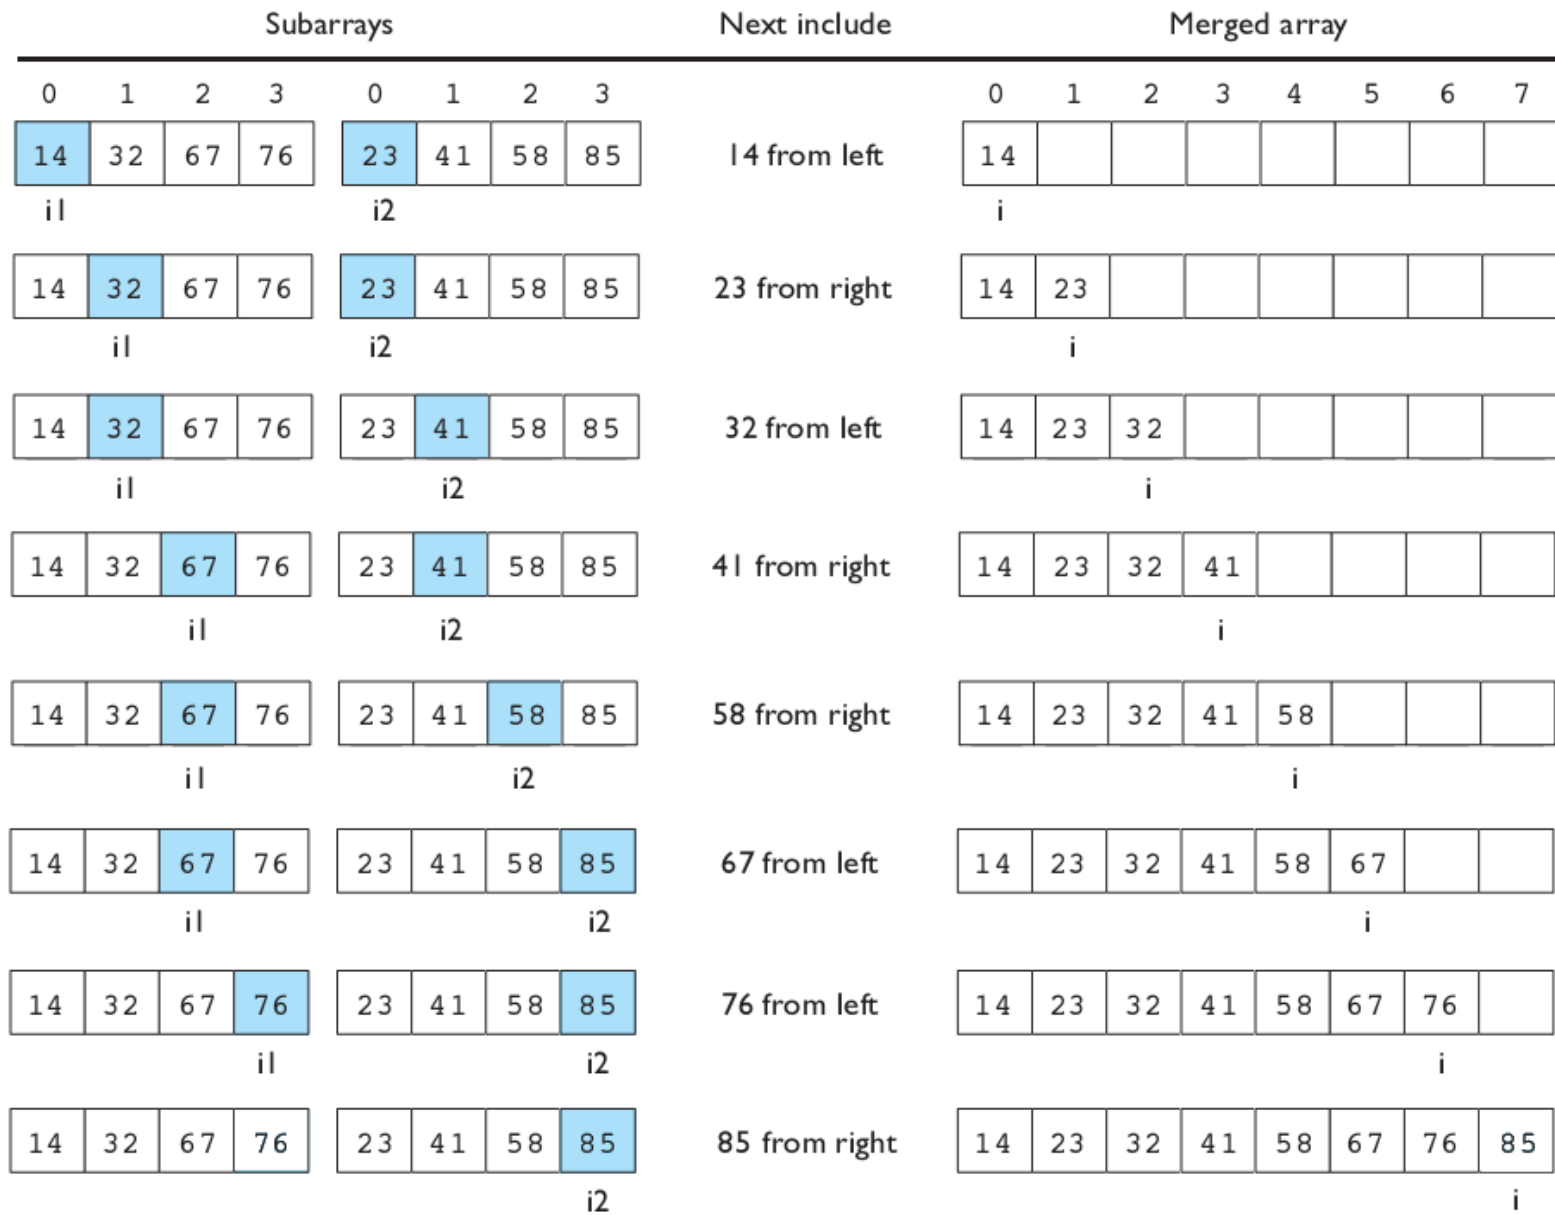 Subarrays Next include Merged array
0 1 2 3 0 1 2 3 0 1 2 3 4 5 6 7
14 32 67 76 23 41 58 85 14 from left 14
i1 i2 i
14 32 67 76 23 41 58 85 23 from right 14 23
i1 i2 i
14 32 67 76 23 41 58 85 32 from left 14 23 32
i1 i2 i
14 32 67 76 23 41 58 85 41 from right 14 23 32 41
i1 i2 i
14 32 67 76 23 41 58 85 58 from right 14 23 32 41 58
i1 i2 i
14 32 67 76 23 41 58 85 67 from left 14 23 32 41 58 67
i1 i2 i
14 32 67 76 23 41 58 85 76 from left 14 23 32 41 58 67 76
i1 i2 i
14 32 67 76 23 41 58 85 85 from right 14 23 32 41 58 67 76 85
i2 i